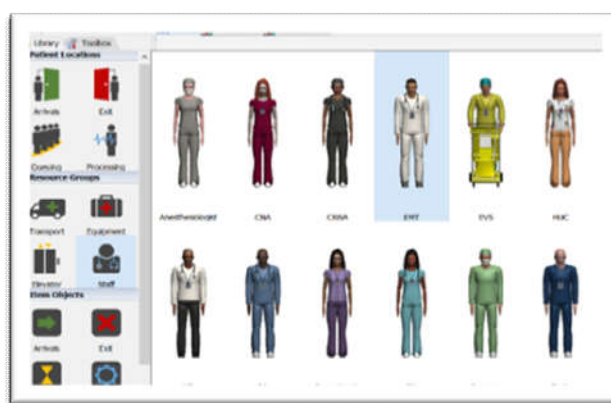 Library Toolbox
Patient Locations
Arrivals Exit
Queuing Processing
Resource Groups
Transport Equipment
Elevator Staff
Item Objects
Arrivals Exit
Anesthesiologist CNA CRNA EMT EVS HUC